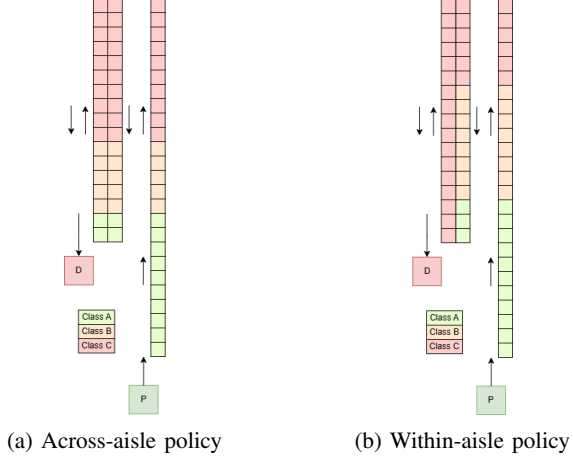 D
D
Class A
Class B
Class C
Class A
Class B
Class C
P
P
(a) Across-aisle policy
(b) Within-aisle policy